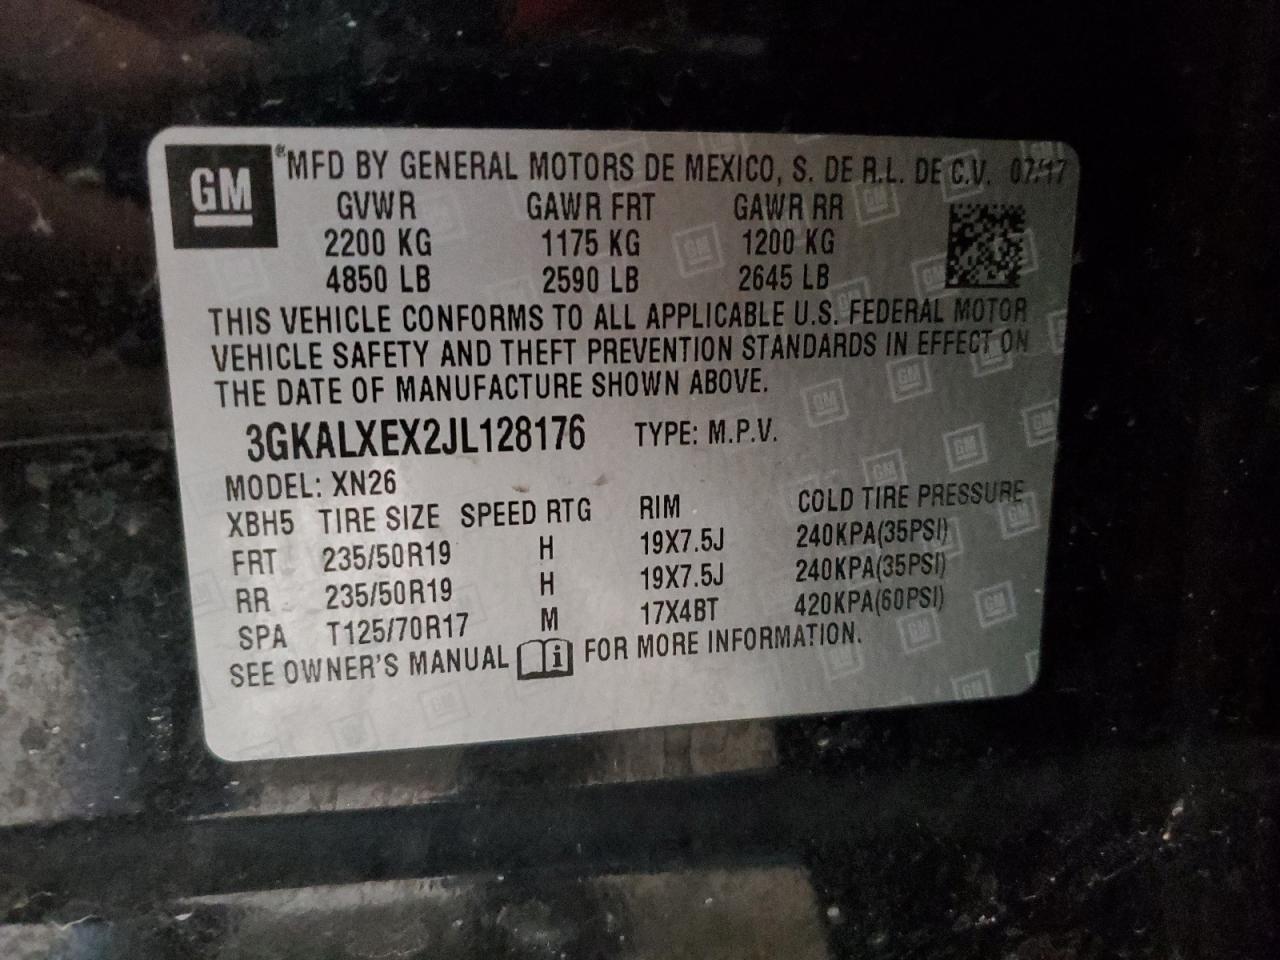 GM
MFD BY GENERAL MOTORS DE MEXICO, S. DE R.L. DE C.V. 07/17
GVWR GAWR FRT GAWR RR
2200 KG 1175 KG 1200 KG
4850 LB 2590 LB 2645 LB
THIS VEHICLE CONFORMS TO ALL APPLICABLE U.S. FEDERAL MOTOR
VEHICLE SAFETY AND THEFT PREVENTION STANDARDS IN EFFECT ON
THE DATE OF MANUFACTURE SHOWN ABOVE.
3GKALXEX2JL128176 TYPE: M.P.V.
MODEL: XN26
XBH5 TIRE SIZE SPEED RTG RIM COLD TIRE PRESSURE
FRT 235/50R19 H 19X7.5J 240KPA(35PSI)
RR 235/50R19 H 19X7.5J 240KPA(35PSI)
SPA T125/70R17 M 17X4BT 420KPA(60PSI)
SEE OWNER'S MANUAL i FOR MORE INFORMATION.